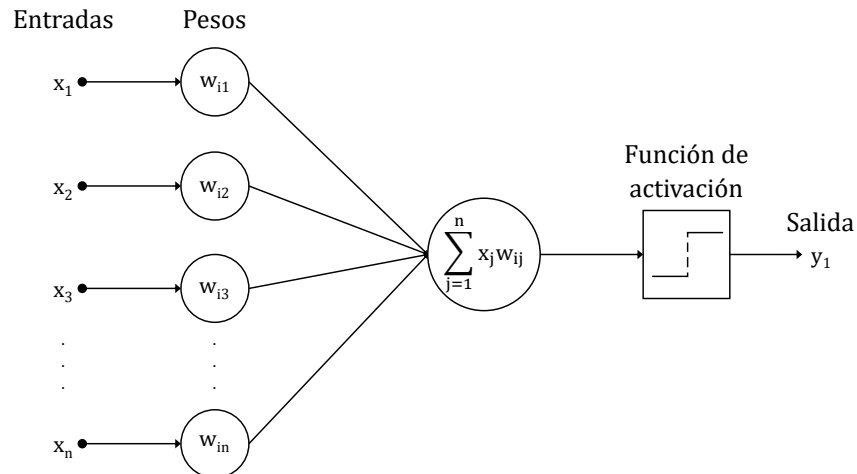 Entradas
Pesos
x1
wi1
x2
wi2
x3
wi3
. .
. .
. .
xn
win
n
∑ xjwij
j=1
Función de
activación
Salida
y1